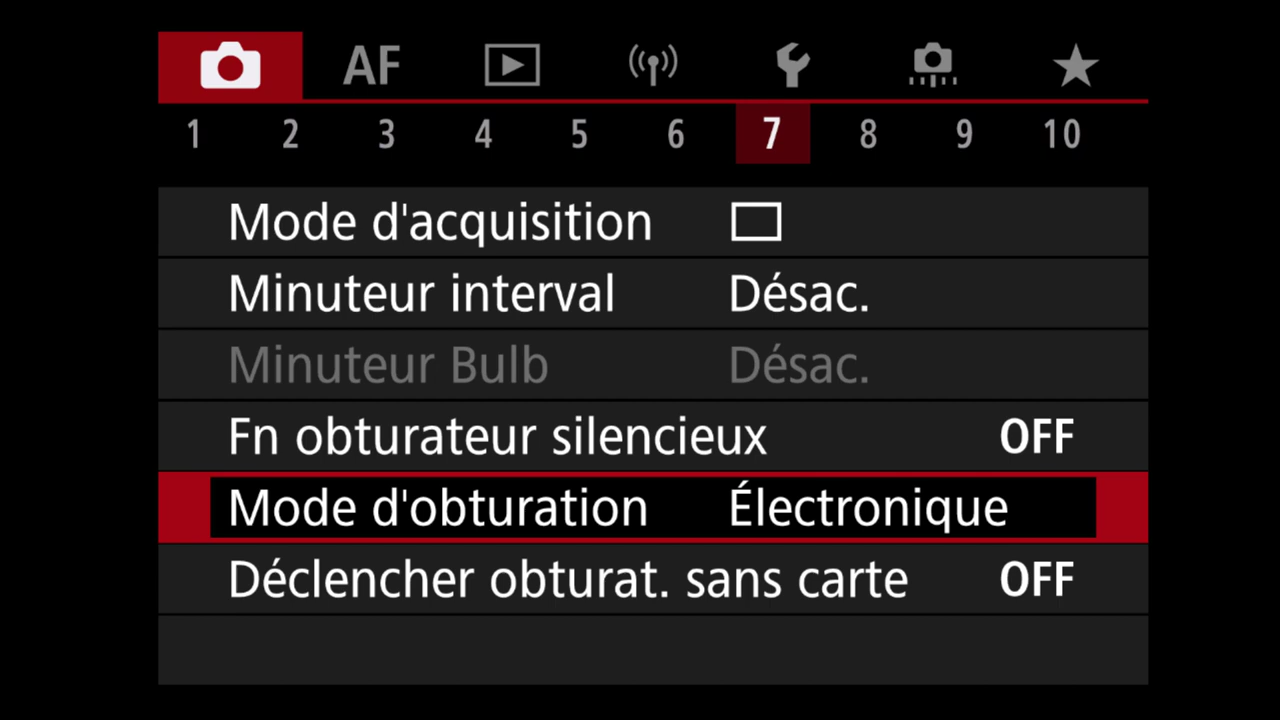 AF
1 2 3 4 5 6 7 8 9 10
Mode d'acquisition
Minuteur interval Désac.
Minuteur Bulb Désac.
Fn obturateur silencieux OFF
Mode d'obturation Électronique
Déclencher obturat. sans carte OFF